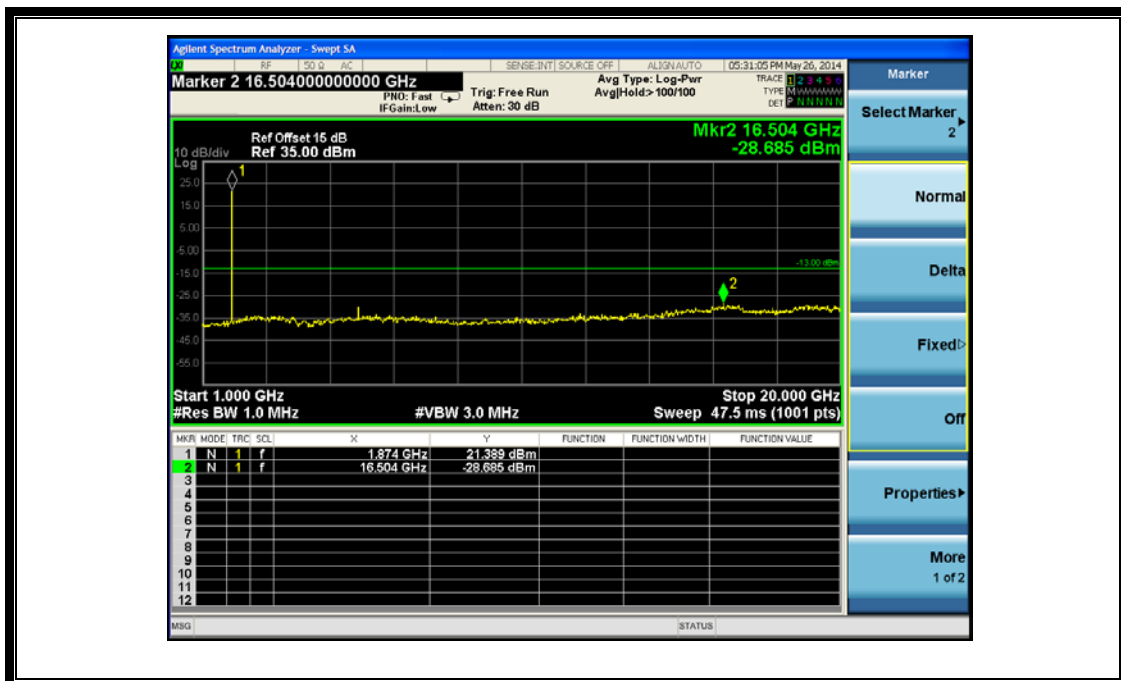 Agilent Spectrum Analyzer - Swept SA
RF 50 Ω AC SENSE:INT SOURCE OFF ALIGN AUTO 05:31:05 PM May 26, 2014
Marker 2 16.504000000000 GHz
PNO: Fast
IFGain:Low
Trig: Free Run
Atten: 30 dB
Avg Type: Log-Pwr
Avg|Hold:> 100/100
TRACE 1 2 3 4 5 6
TYPE M
DET P N N N N N
Ref Offset 15 dB
10 dB/div Ref 35.00 dBm
Log
Mkr2 16.504 GHz
-28.685 dBm
25.0
15.0
5.00
-5.00
-15.0
-25.0
-35.0
-45.0
-55.0
1
2
-13.00 dBm
Start 1.000 GHz Stop 20.000 GHz
#Res BW 1.0 MHz #VBW 3.0 MHz Sweep 47.5 ms (1001 pts)
MKR MODE TRC SCL X Y FUNCTION FUNCTION WIDTH FUNCTION VALUE
1 N 1 f 1.874 GHz 21.389 dBm
2 N 1 f 16.504 GHz -28.685 dBm
3
4
5
6
7
8
9
10
11
12
MSG STATUS
Marker
Select Marker
2
Normal
Delta
Fixed
Off
Properties
More
1 of 2